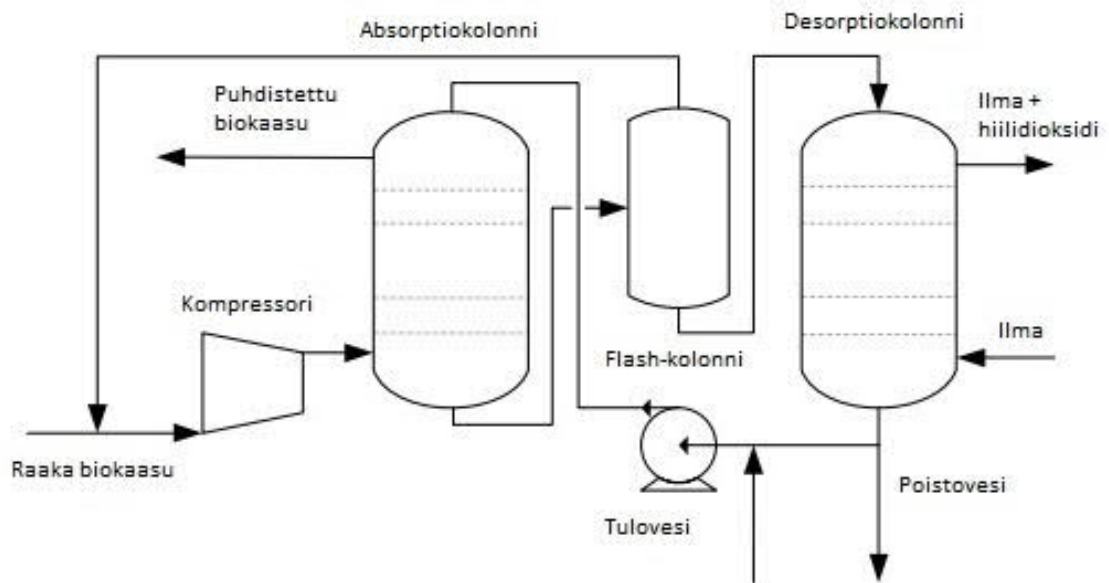 Absorptiokolonni
Desorptiokolonni
Puhdistettu
biokaasu
Ilma +
hiilidioksidi
Kompressori
Flash-kolonni
Ilma
Raaka biokaasu
Tulovesi
Poistovesi